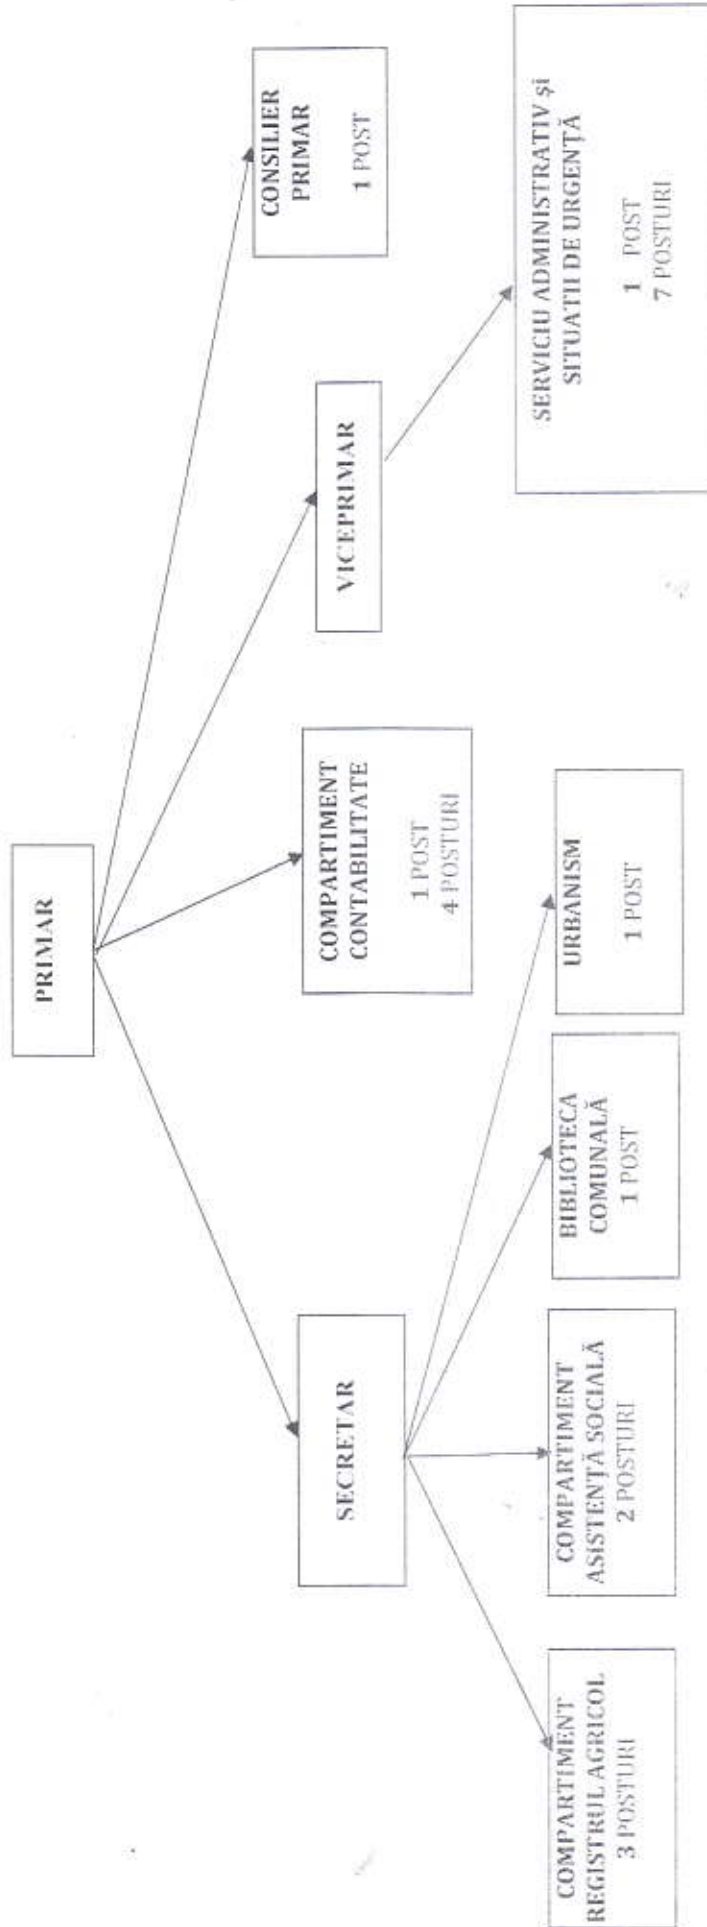 PRIMAR
CONSILIER
PRIMAR
1 POST
VICEPRIMAR
COMPARTIMENT
CONTABILITATE
1 POST
4 POSTURI
SECRETAR
SERVICIU ADMINISTRATIV și
SITUATII DE URGENȚĂ
1 POST
7 POSTURI
COMPARTIMENT
REGISTRUL AGRICOL
3 POSTURI
COMPARTIMENT
ASISTENȚĂ SOCIALĂ
2 POSTURI
BIBLIOTECA
COMUNALĂ
1 POST
URBANISM
1 POST